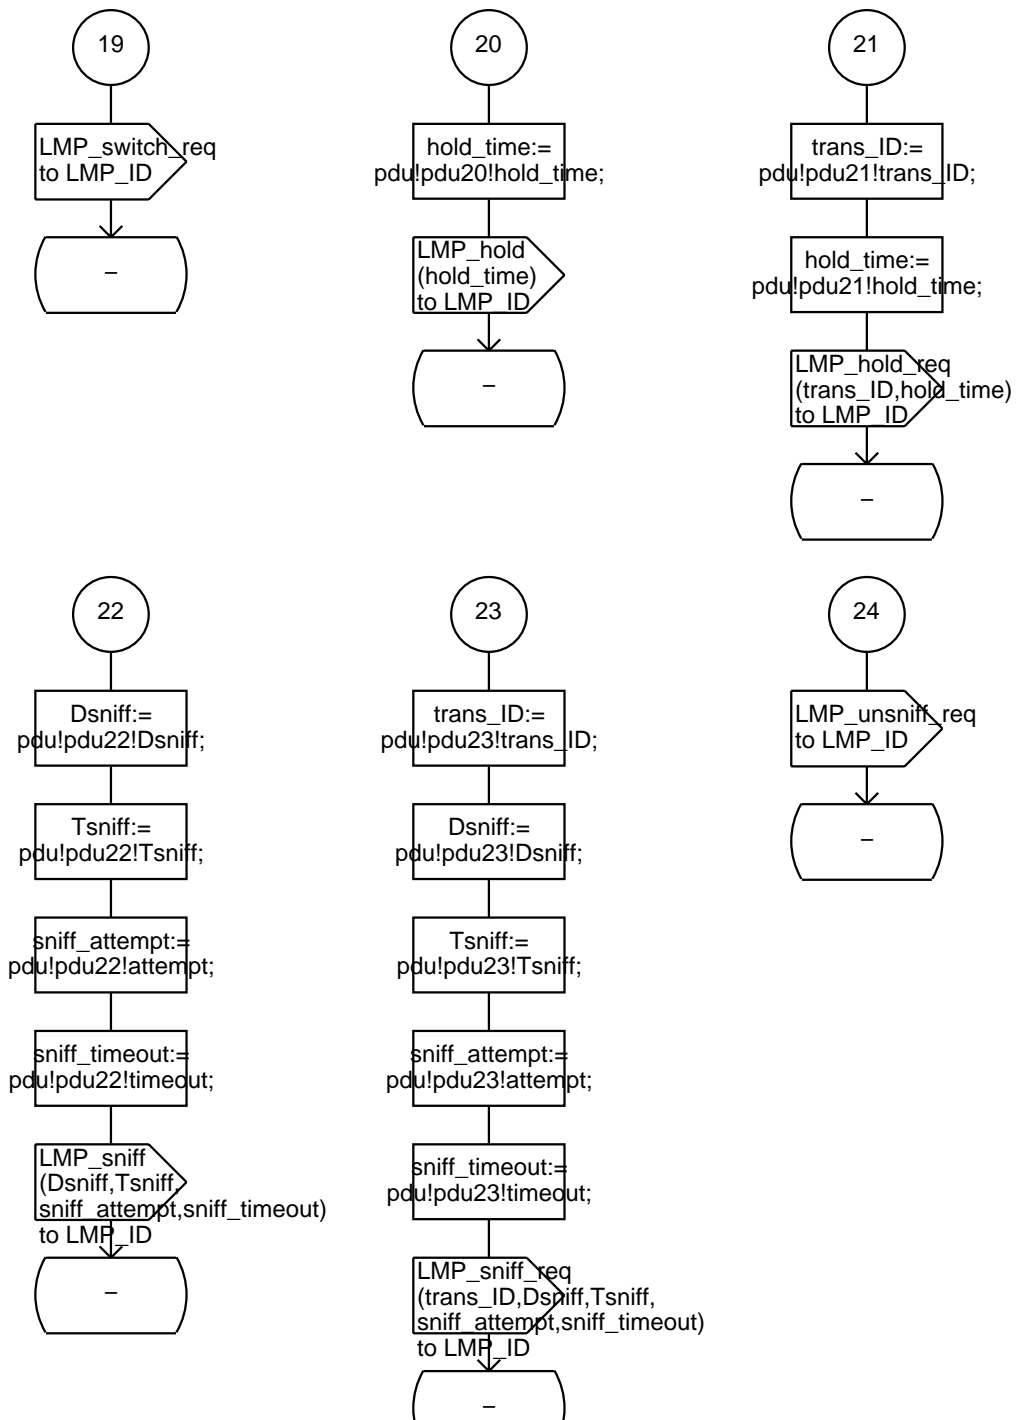 19
LMP_switch_req
to LMP_ID
–
20
hold_time:=
pdu!pdu20!hold_time;
LMP_hold
(hold_time)
to LMP_ID
–
21
trans_ID:=
pdu!pdu21!trans_ID;
hold_time:=
pdu!pdu21!hold_time;
LMP_hold_req
(trans_ID,hold_time)
to LMP_ID
–
22
Dsniff:=
pdu!pdu22!Dsniff;
Tsniff:=
pdu!pdu22!Tsniff;
sniff_attempt:=
pdu!pdu22!attempt;
sniff_timeout:=
pdu!pdu22!timeout;
LMP_sniff
(Dsniff,Tsniff,
sniff_attempt,sniff_timeout)
to LMP_ID
–
23
trans_ID:=
pdu!pdu23!trans_ID;
Dsniff:=
pdu!pdu23!Dsniff;
Tsniff:=
pdu!pdu23!Tsniff;
sniff_attempt:=
pdu!pdu23!attempt;
sniff_timeout:=
pdu!pdu23!timeout;
LMP_sniff_req
(trans_ID,Dsniff,Tsniff,
sniff_attempt,sniff_timeout)
to LMP_ID
–
24
LMP_unsniff_req
to LMP_ID
–